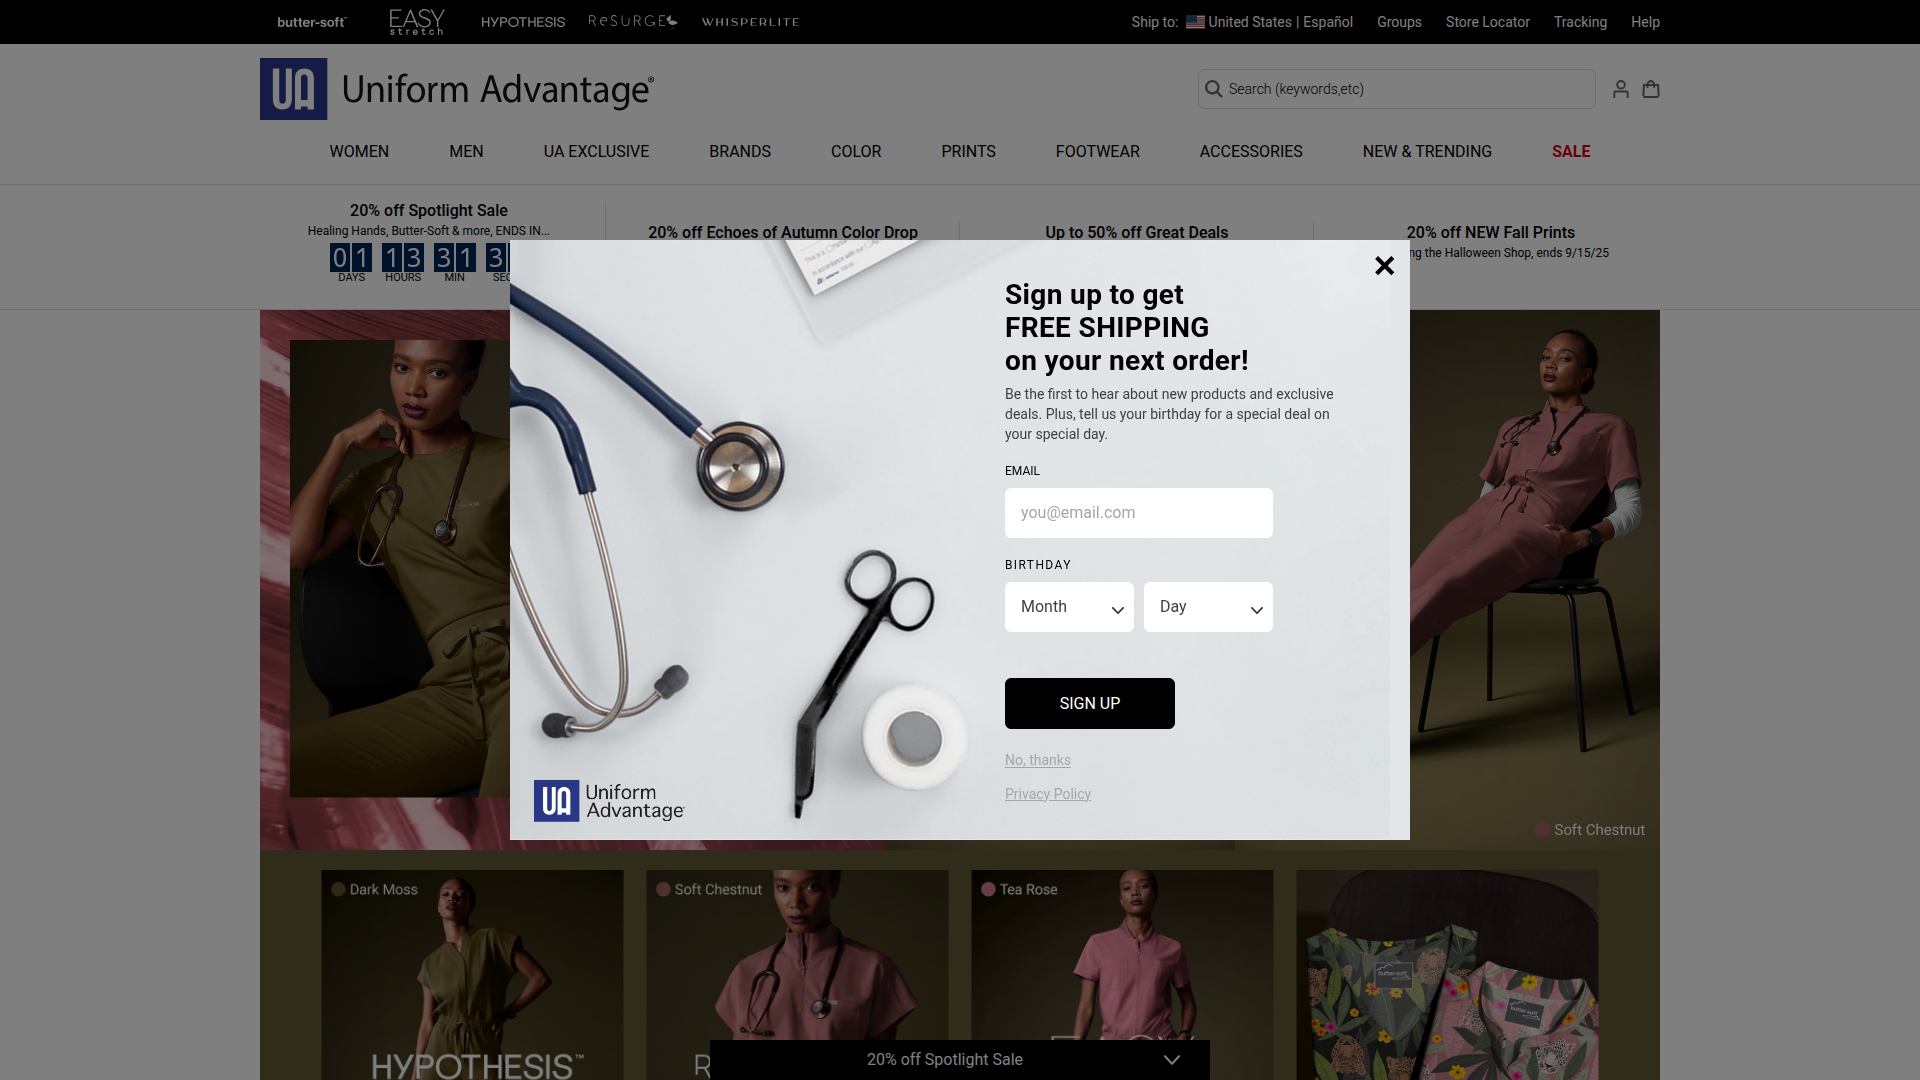 butter-soft
EASY
stretch
HYPOTHESIS
ReSURGE
WHISPERLITE
Ship to: United States | Español
Groups
Store Locator
Tracking
Help
UA Uniform Advantage®
Search (keywords,etc)
WOMEN
MEN
UA EXCLUSIVE
BRANDS
COLOR
PRINTS
FOOTWEAR
ACCESSORIES
NEW & TRENDING
SALE
20% off Spotlight Sale
Healing Hands, Butter-Soft & more, ENDS IN...
01 13 31 3
DAYS HOURS MIN SEC
20% off Echoes of Autumn Color Drop
Up to 50% off Great Deals
20% off NEW Fall Prints
ng the Halloween Shop, ends 9/15/25
Sign up to get
FREE SHIPPING
on your next order!
Be the first to hear about new products and exclusive
deals. Plus, tell us your birthday for a special deal on
your special day.
EMAIL
you@email.com
BIRTHDAY
Month
Day
SIGN UP
No, thanks
Privacy Policy
UA Uniform
Advantage
Soft Chestnut
Dark Moss
Soft Chestnut
Tea Rose
butter-soft
butter-soft
HYPOTHESIS™
R
20% off Spotlight Sale